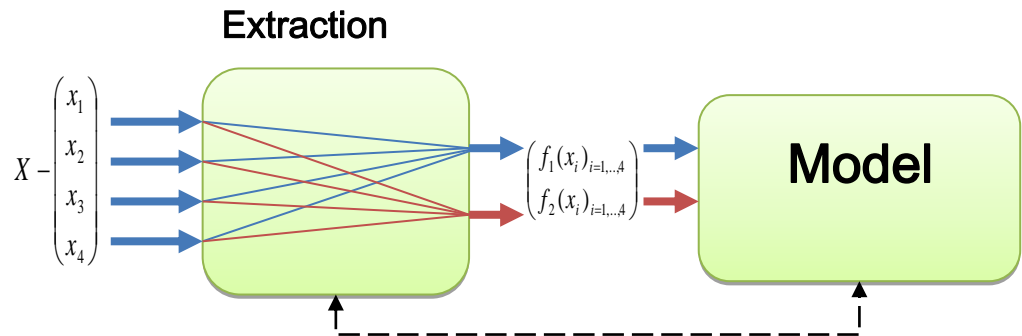 Extraction
X –
x1
x2
x3
x4
f1(xi)i=1,..,4
f2(xi)i=1,..,4
Model